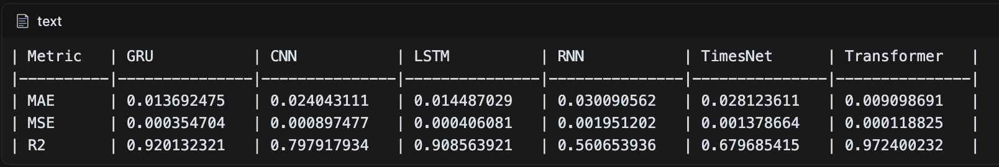 text
| Metric   | GRU           | CNN           | LSTM          | RNN           | TimesNet      | Transformer   |
|----------|---------------|---------------|---------------|---------------|---------------|---------------|
| MAE      | 0.013692475   | 0.024043111   | 0.014487029   | 0.030090562   | 0.028123611   | 0.009098691   |
| MSE      | 0.000354704   | 0.000897477   | 0.000406081   | 0.001951202   | 0.001378664   | 0.000118825   |
| R2       | 0.920132321   | 0.797917934   | 0.908563921   | 0.560653936   | 0.679685415   | 0.972400232   |